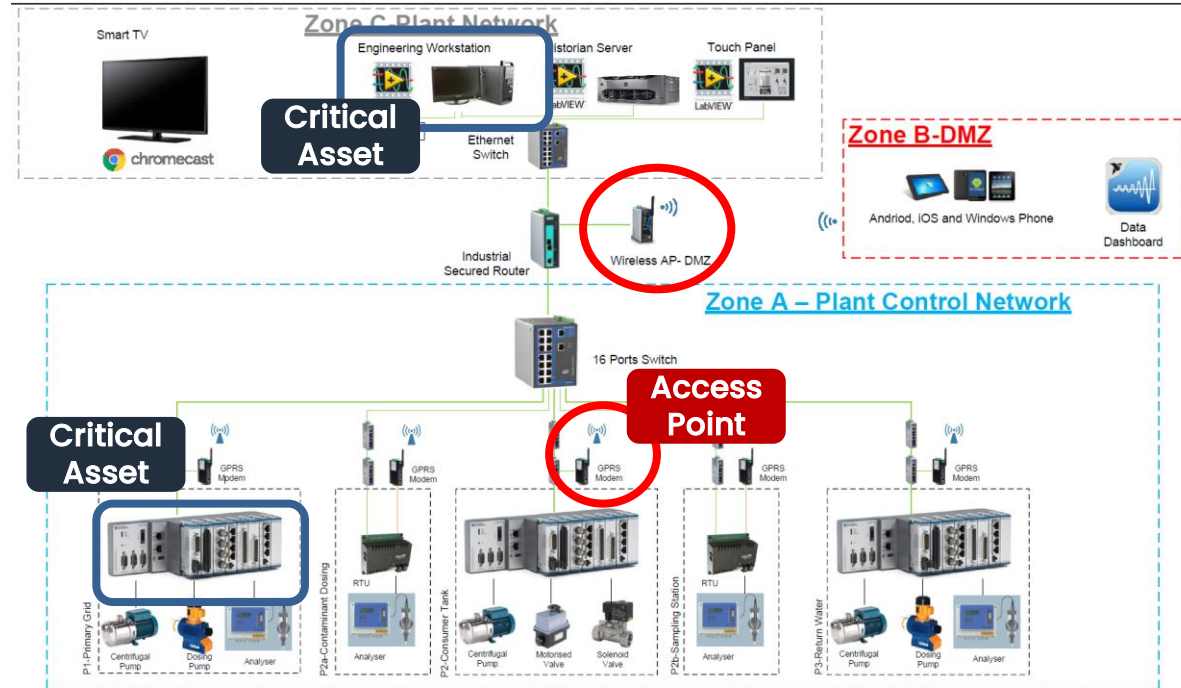 Zone C-Plant Network
Smart TV
Engineering Workstation
istorian Server
Touch Panel
abVIEW
LabVIEW
Critical
Asset
chromecast
Ethernet
Switch
Zone B-DMZ
Andriod, iOS and Windows Phone
Data
Dashboard
Industrial
Secured Router
Wireless AP- DMZ
Zone A – Plant Control Network
16 Ports Switch
Access
Point
Critical
Asset
GPRS
Modem
GPRS
Modem
GPRS
Modem
GPRS
Modem
GPRS
Modem
P1-Primary Grid
Centrifugal
Pump
Dosing
Pump
Analyser
P2a-Contaminant Dosing
RTU
Analyser
P2-Consumer Tank
Centrifugal
Pump
Motorised
Valve
Solenoid
Valve
P2b-Sampling Station
RTU
Analyser
P3-Return Water
Centrifugal
Pump
Dosing
Pump
Analyser